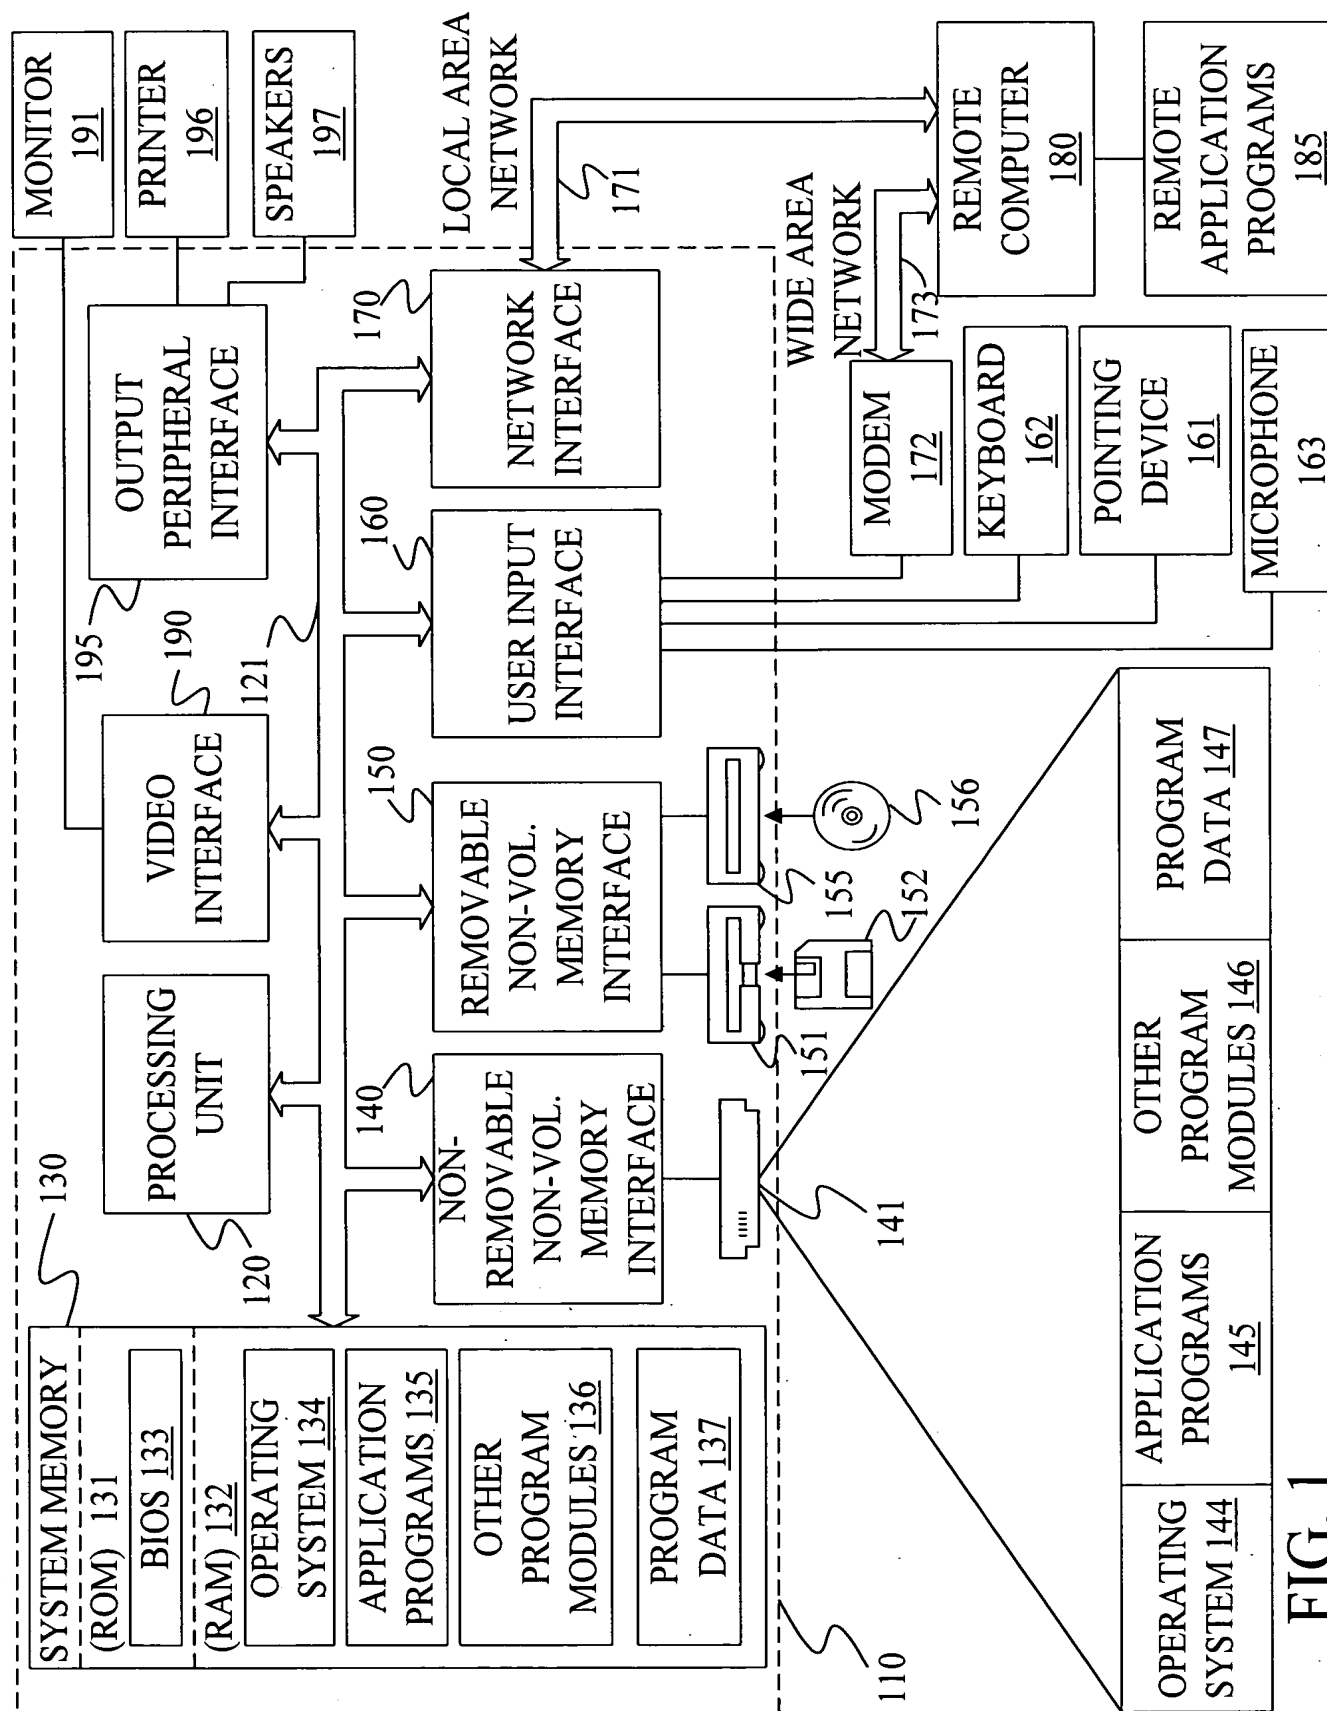 SYSTEM MEMORY
(ROM) 131
BIOS 133
(RAM) 132
OPERATING
SYSTEM 134
APPLICATION
PROGRAMS 135
OTHER
PROGRAM
MODULES 136
PROGRAM
DATA 137
130
120
PROCESSING
UNIT
VIDEO
INTERFACE
190
121
195
OUTPUT
PERIPHERAL
INTERFACE
MONITOR
191
PRINTER
196
SPEAKERS
197
140
NON-
REMOVABLE
NON-VOL.
MEMORY
INTERFACE
150
REMOVABLE
NON-VOL.
MEMORY
INTERFACE
160
USER INPUT
INTERFACE
170
NETWORK
INTERFACE
LOCAL AREA
NETWORK
171
WIDE AREA
NETWORK
173
110
141
151
152
155
156
MODEM
172
KEYBOARD
162
POINTING
DEVICE
161
MICROPHONE
163
REMOTE
COMPUTER
180
REMOTE
APPLICATION
PROGRAMS
185
OPERATING
SYSTEM 144
APPLICATION
PROGRAMS
145
OTHER
PROGRAM
MODULES 146
PROGRAM
DATA 147
FIG. 1